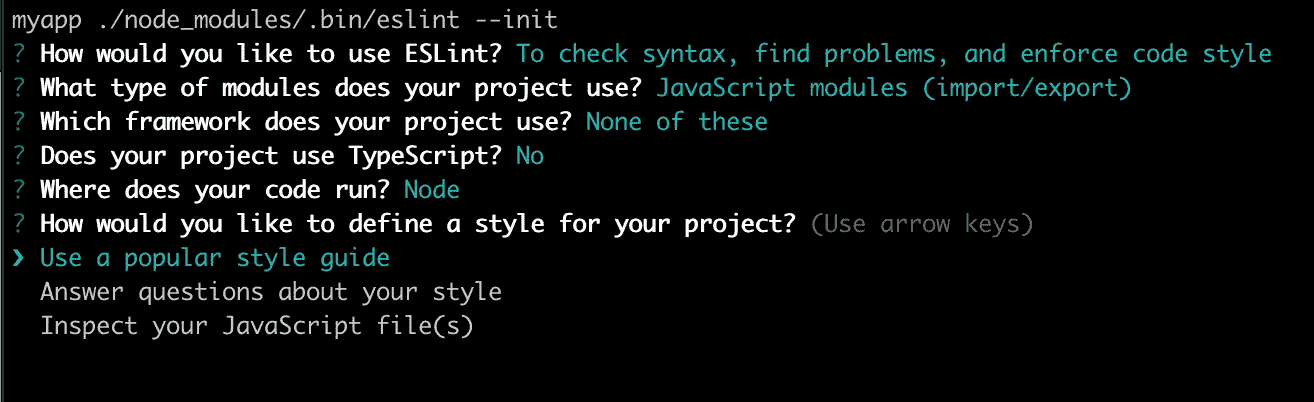 myapp ./node_modules/.bin/eslint --init
? How would you like to use ESLint? To check syntax, find problems, and enforce code style
? What type of modules does your project use? JavaScript modules (import/export)
? Which framework does your project use? None of these
? Does your project use TypeScript? No
? Where does your code run? Node
? How would you like to define a style for your project? (Use arrow keys)
❯ Use a popular style guide
  Answer questions about your style
  Inspect your JavaScript file(s)